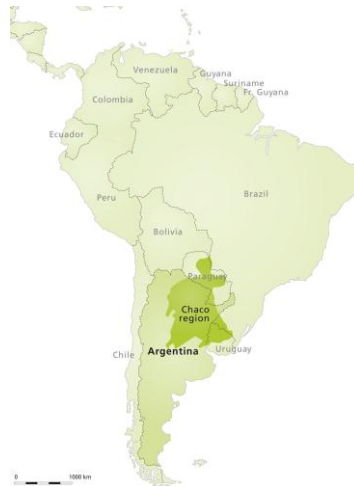 Venezuela
Guyana
Suriname
Fr. Guyana
Colombia
Ecuador
Peru
Brazil
Bolivia
Paraguay
Chaco
region
Argentina
Chile
Uruguay
0 1000 km